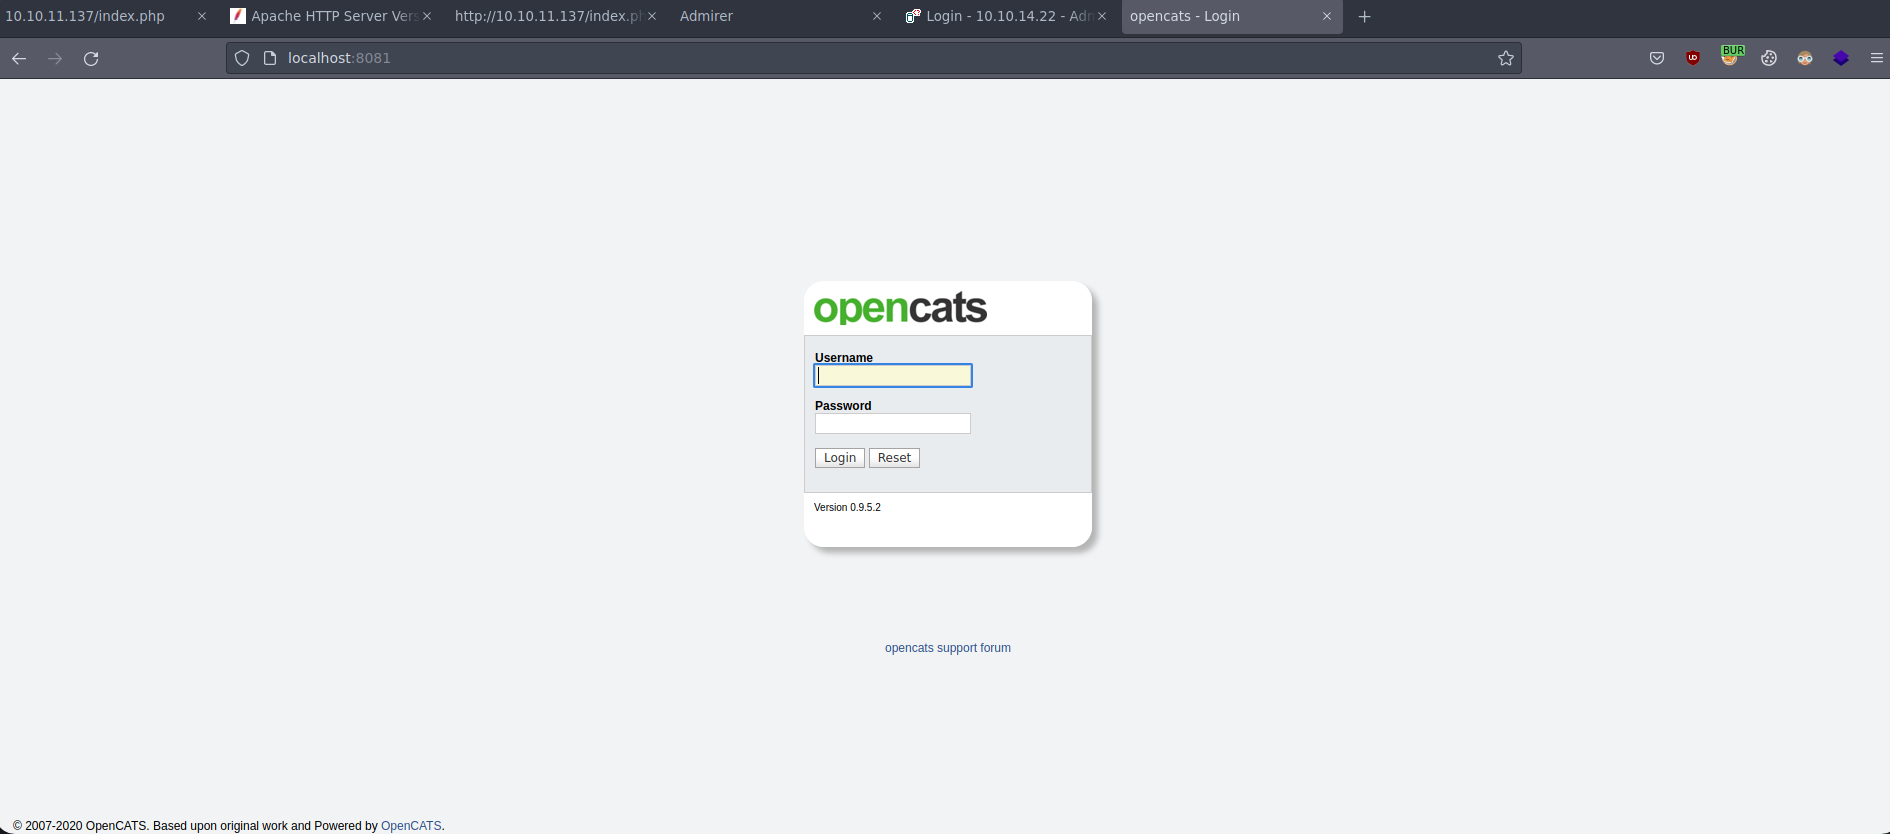 10.10.11.137/index.php
Apache HTTP Server Vers
http://10.10.11.137/index.ph
Admirer
Login - 10.10.14.22 - Adm
opencats - Login
localhost:8081
BUR
opencats
Username
Password
Login Reset
Version 0.9.5.2
opencats support forum
© 2007-2020 OpenCATS. Based upon original work and Powered by OpenCATS.